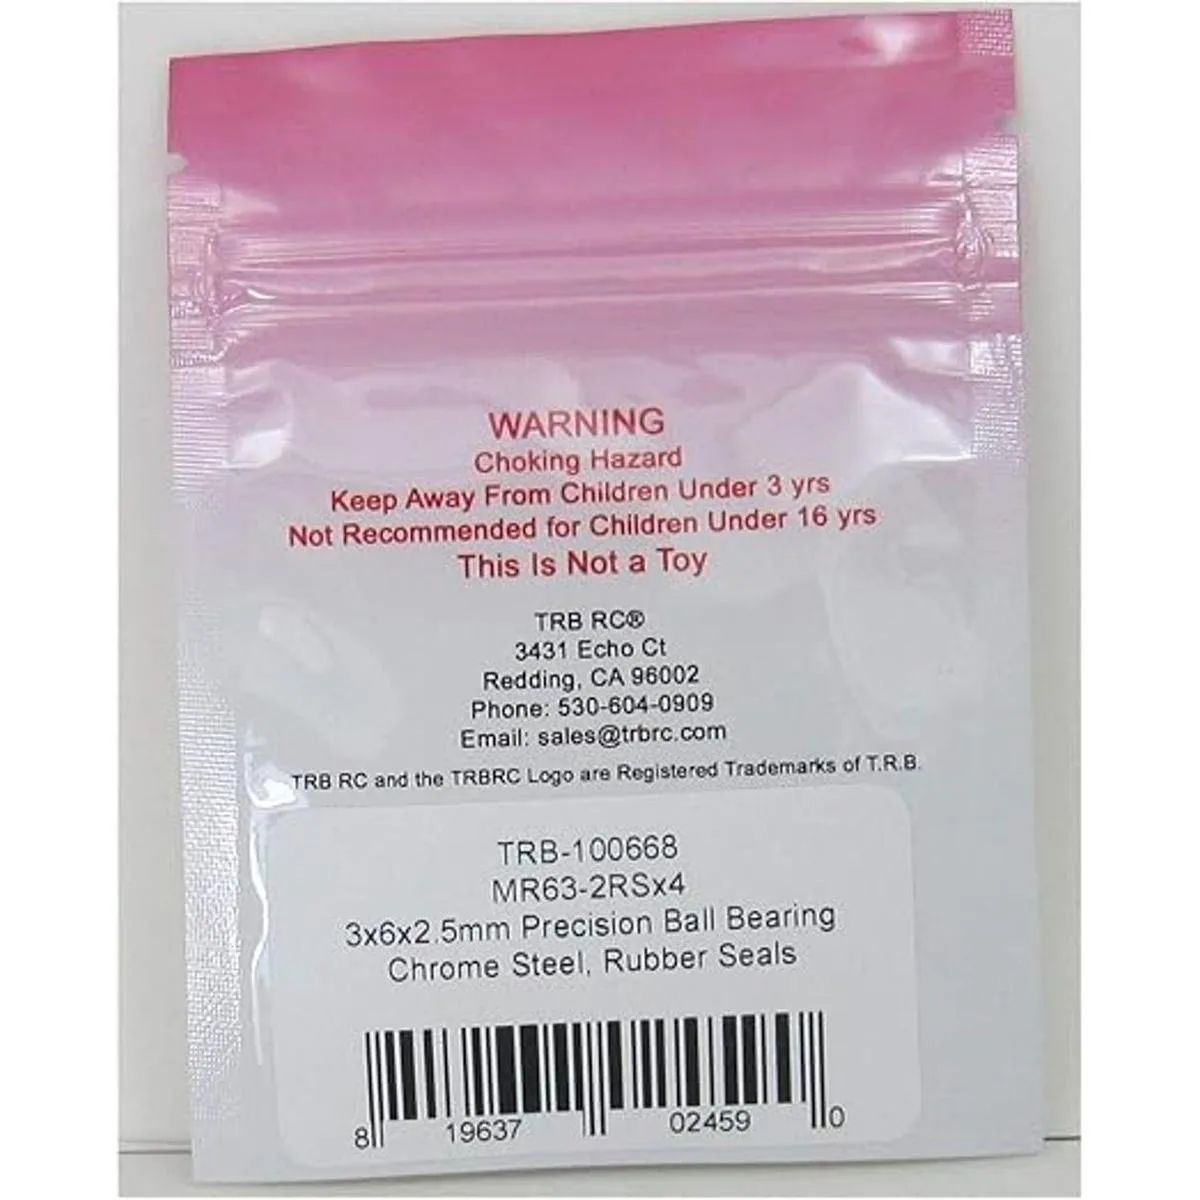 WARNING
Choking Hazard
Keep Away From Children Under 3 yrs
Not Recommended for Children Under 16 yrs
This Is Not a Toy
TRB RC®
3431 Echo Ct
Redding, CA 96002
Phone: 530-604-0909
Email: sales@trbrc.com
TRB RC and the TRBRC Logo are Registered Trademarks of T.R.B.
TRB-100668
MR63-2RSx4
3x6x2.5mm Precision Ball Bearing
Chrome Steel, Rubber Seals
8 19637 02459 0